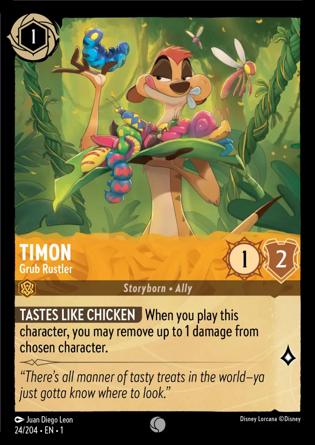 1
TIMON
Grub Rustler
1 2
Storyborn • Ally
TASTES LIKE CHICKEN When you play this
character, you may remove up to 1 damage from
chosen character.
“There’s all manner of tasty treats in the world–ya
just gotta know where to look.”
Juan Diego Leon
24/204 • EN • 1
Disney Lorcana ©Disney